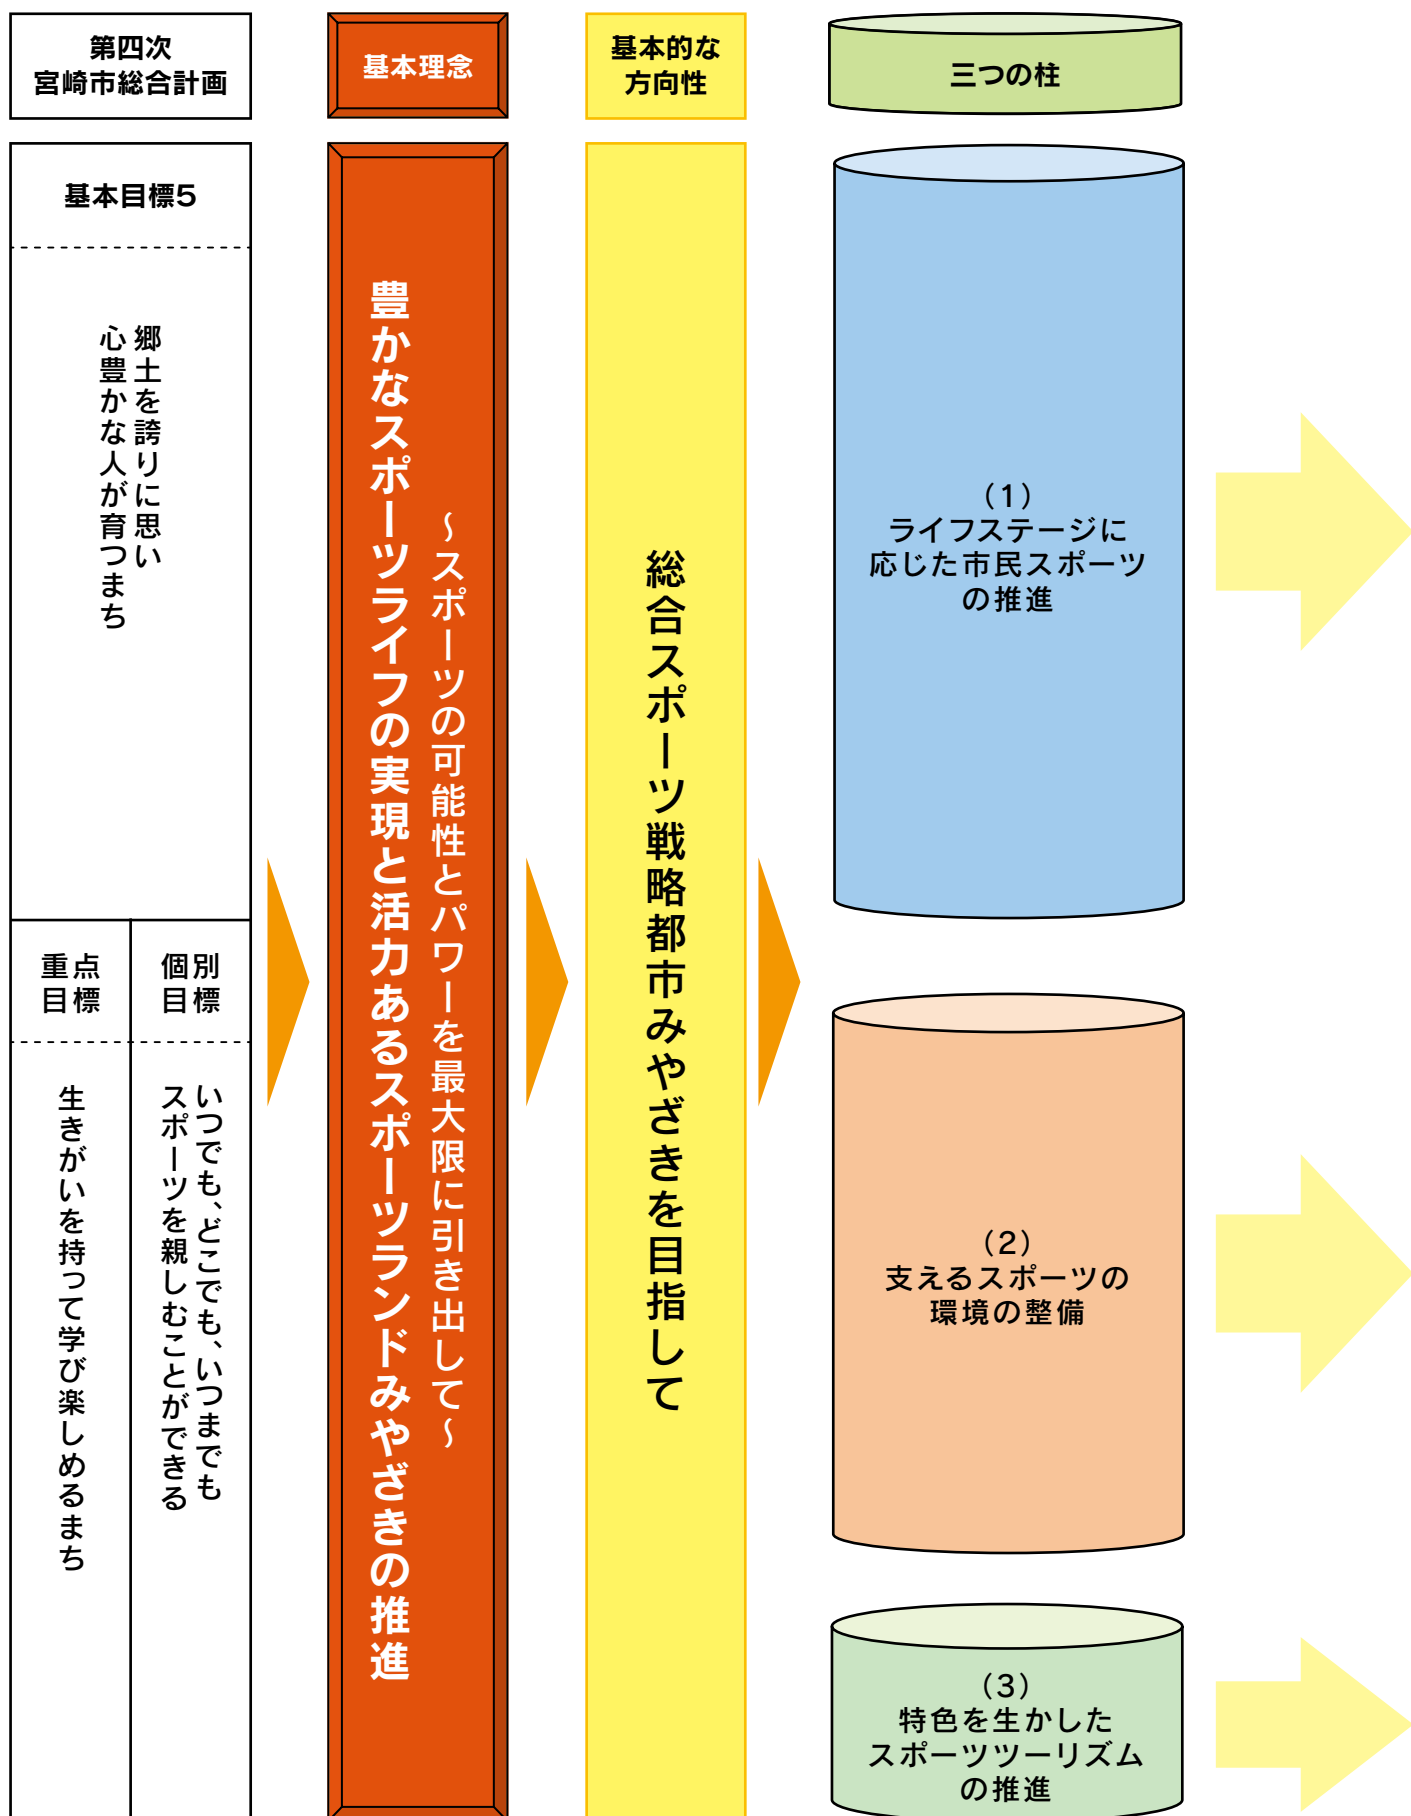 第四次
宮崎市総合計画
基本目標5
郷土を誇りに思い
心豊かな人が育つまち
重点
目標
生きがいを持って学び楽しめるまち
個別
目標
いつでも、どこでも、いつまでも
スポーツを親しむことができる
基本理念
～スポーツの可能性とパワーを最大限に引き出して～
豊かなスポーツライフの実現と活力あるスポーツランドみやざきの推進
基本的な
方向性
総合スポーツ戦略都市みやざきを目指して
三つの柱
（1）
ライフステージに
応じた市民スポーツ
の推進
（2）
支えるスポーツの
環境の整備
（3）
特色を生かした
スポーツツーリズム
の推進